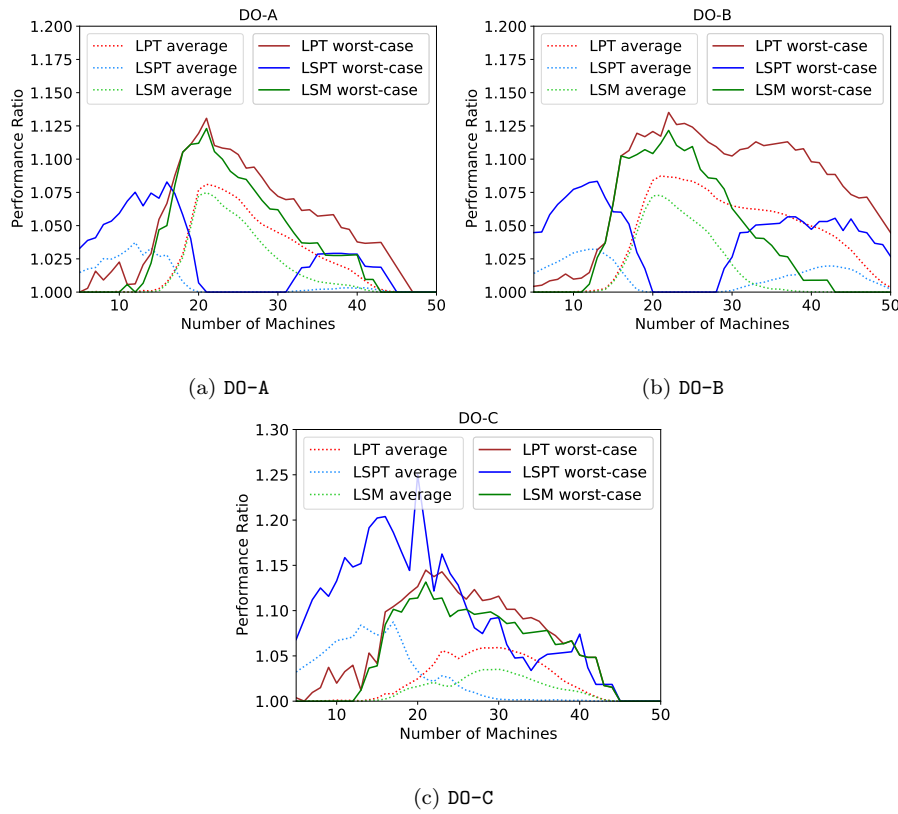 DO-A
1.200
1.175
1.150
1.125
1.100
1.075
1.050
1.025
1.000
Performance Ratio
LPT average
LSPT average
LSM average
LPT worst-case
LSPT worst-case
LSM worst-case
10 20 30 40 50
Number of Machines
(a) DO-A
DO-B
1.200
1.175
1.150
1.125
1.100
1.075
1.050
1.025
1.000
Performance Ratio
LPT average
LSPT average
LSM average
LPT worst-case
LSPT worst-case
LSM worst-case
10 20 30 40 50
Number of Machines
(b) DO-B
DO-C
1.30
1.25
1.20
1.15
1.10
1.05
1.00
Performance Ratio
LPT average
LSPT average
LSM average
LPT worst-case
LSPT worst-case
LSM worst-case
10 20 30 40 50
Number of Machines
(c) DO-C